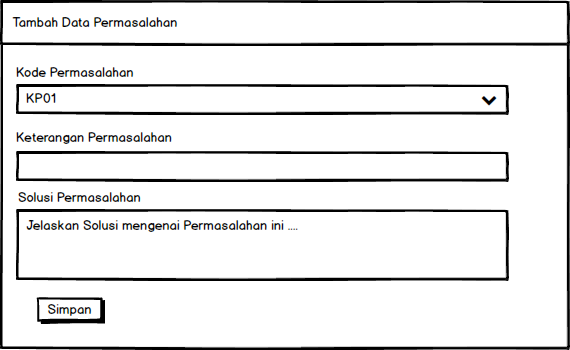 Tambah Data Permasalahan
Kode Permasalahan
KP01
Keterangan Permasalahan
Solusi Permasalahan
Jelaskan Solusi mengenai Permasalahan ini ....
Simpan